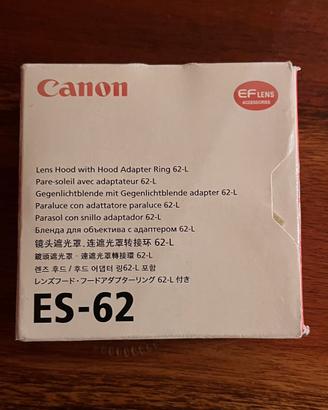 Canon
EF LENS
ACCESSORIES
Lens Hood with Hood Adapter Ring 62-L
Pare-soleil avec adaptateur 62-L
Gegenlichtblende mit Gegenlichtblende adapter 62-L
Paraluce con adattatore paraluce 62-L
Parasol con snillo adaptador 62-L
Бленда для объектива с адаптером 62-L
镜头遮光罩、连遮光罩转接环 62-L
鏡頭遮光罩、連遮光罩轉接環 62-L
렌즈 후드 / 후드 어댑터 링62-L 포함
レンズフード・フードアダプターリング 62-L 付き
ES-62